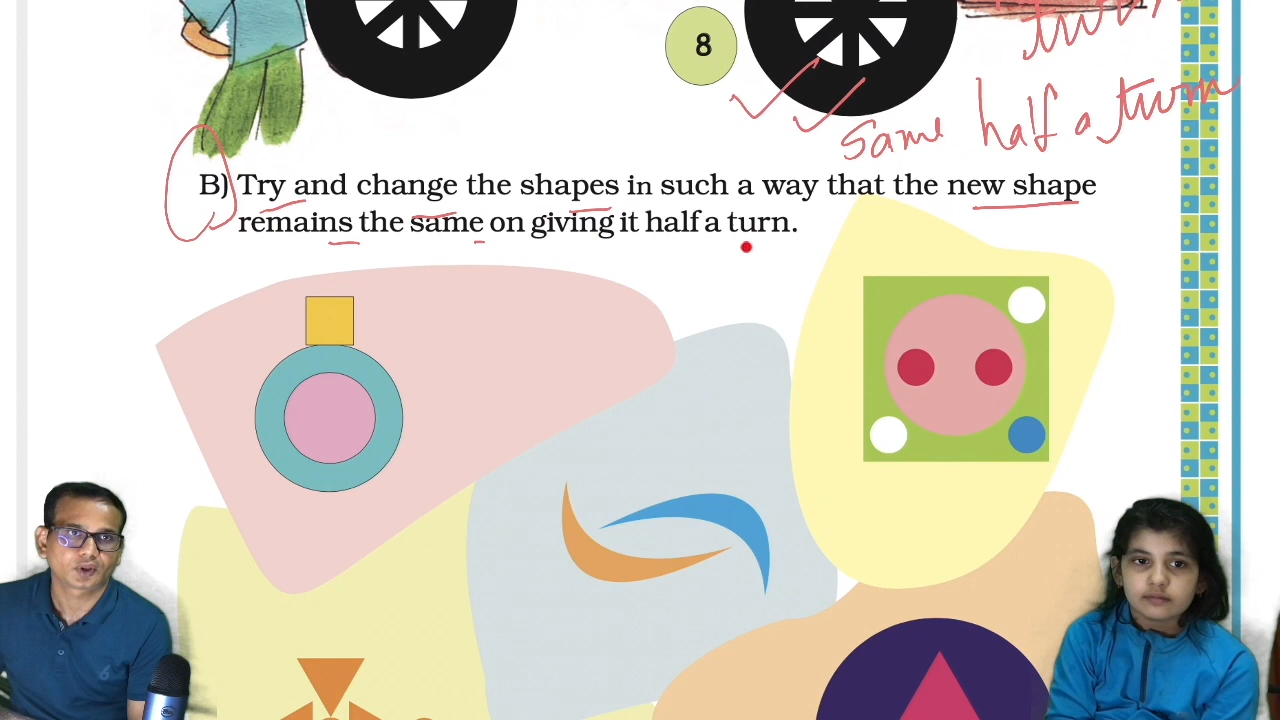 turn
8
Same half a turn
B) Try and change the shapes in such a way that the new shape
remains the same on giving it half a turn.